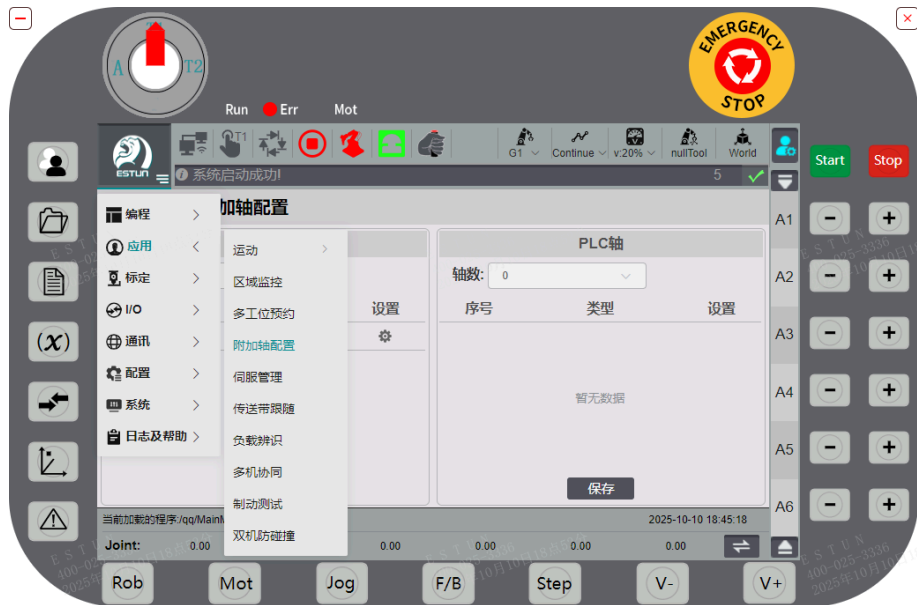 EMERGENCY
STOP
A
T2
Run
Err
Mot
Start
Stop
ESTUN
T1
G1
Continue
v:20%
nullTool
World
系统启动成功!
5
加轴配置
编程
应用
标定
I/O
通讯
配置
系统
日志及帮助
运动
区域监控
多工位预约
附加轴配置
伺服管理
传送带跟随
负载辨识
多机协同
制动测试
双机防碰撞
设置
PLC轴
轴数: 0
序号 类型 设置
暂无数据
保存
A1
A2
A3
A4
A5
A6
(x)
当前加载的程序:/qq/MainM
2025-10-10 18:45:18
Joint: 0.00 0.00 0.00 0.00 0.00
Rob
Mot
Jog
F/B
Step
V-
V+